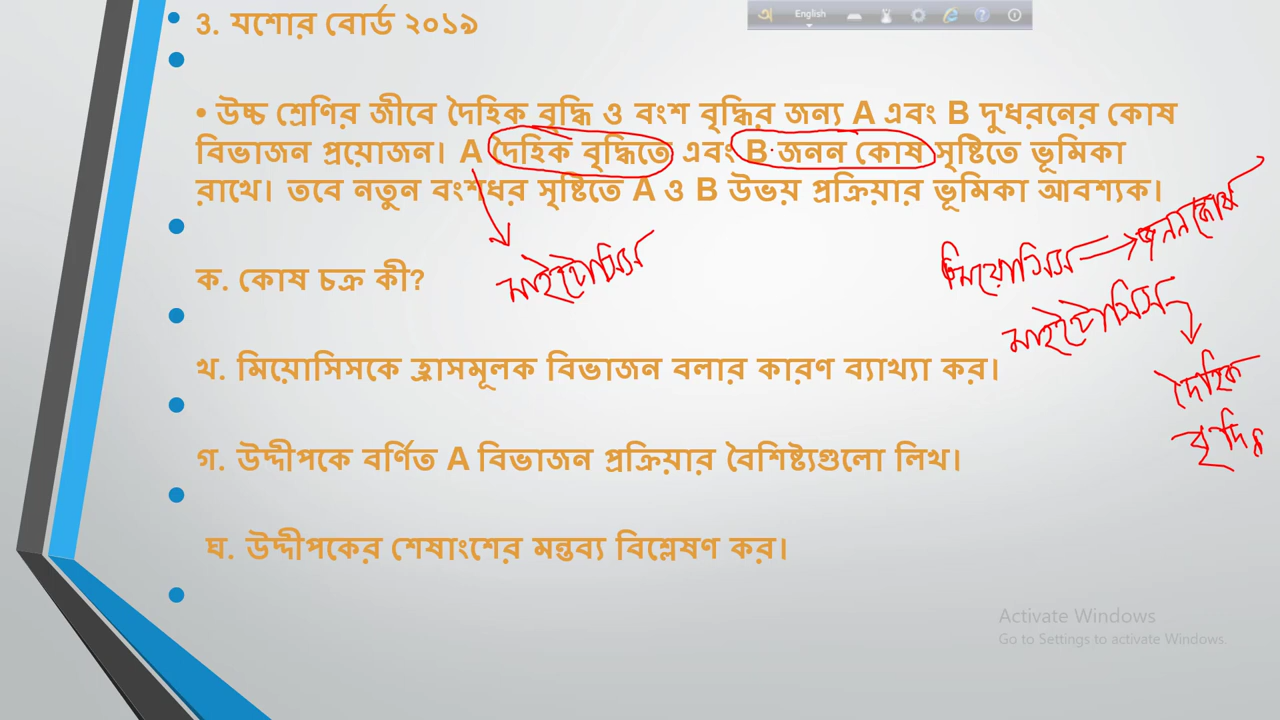 English
3. যশোর বোর্ড ২০১৯
• উচ্চ শ্রেণির জীবে দৈহিক বৃদ্ধি ও বংশ বৃদ্ধির জন্য A এবং B দু'ধরনের কোষ
বিভাজন প্রয়োজন। A দৈহিক বৃদ্ধিতে এবং B জনন কোষ সৃষ্টিতে ভূমিকা
রাখে। তবে নতুন বংশধর সৃষ্টিতে A ও B উভয় প্রক্রিয়ার ভূমিকা আবশ্যক।
মাইটোসিস
মিয়োসিস → জনন কোষ
মাইটোসিস
দৈহিক
বৃদ্ধি
ক. কোষ চক্র কী?
খ. মিয়োসিসকে হ্রাসমূলক বিভাজন বলার কারণ ব্যাখ্যা কর।
গ. উদ্দীপকে বর্ণিত A বিভাজন প্রক্রিয়ার বৈশিষ্ট্যগুলো লিখ।
ঘ. উদ্দীপকের শেষাংশের মন্তব্য বিশ্লেষণ কর।
Activate Windows
Go to Settings to activate Windows.